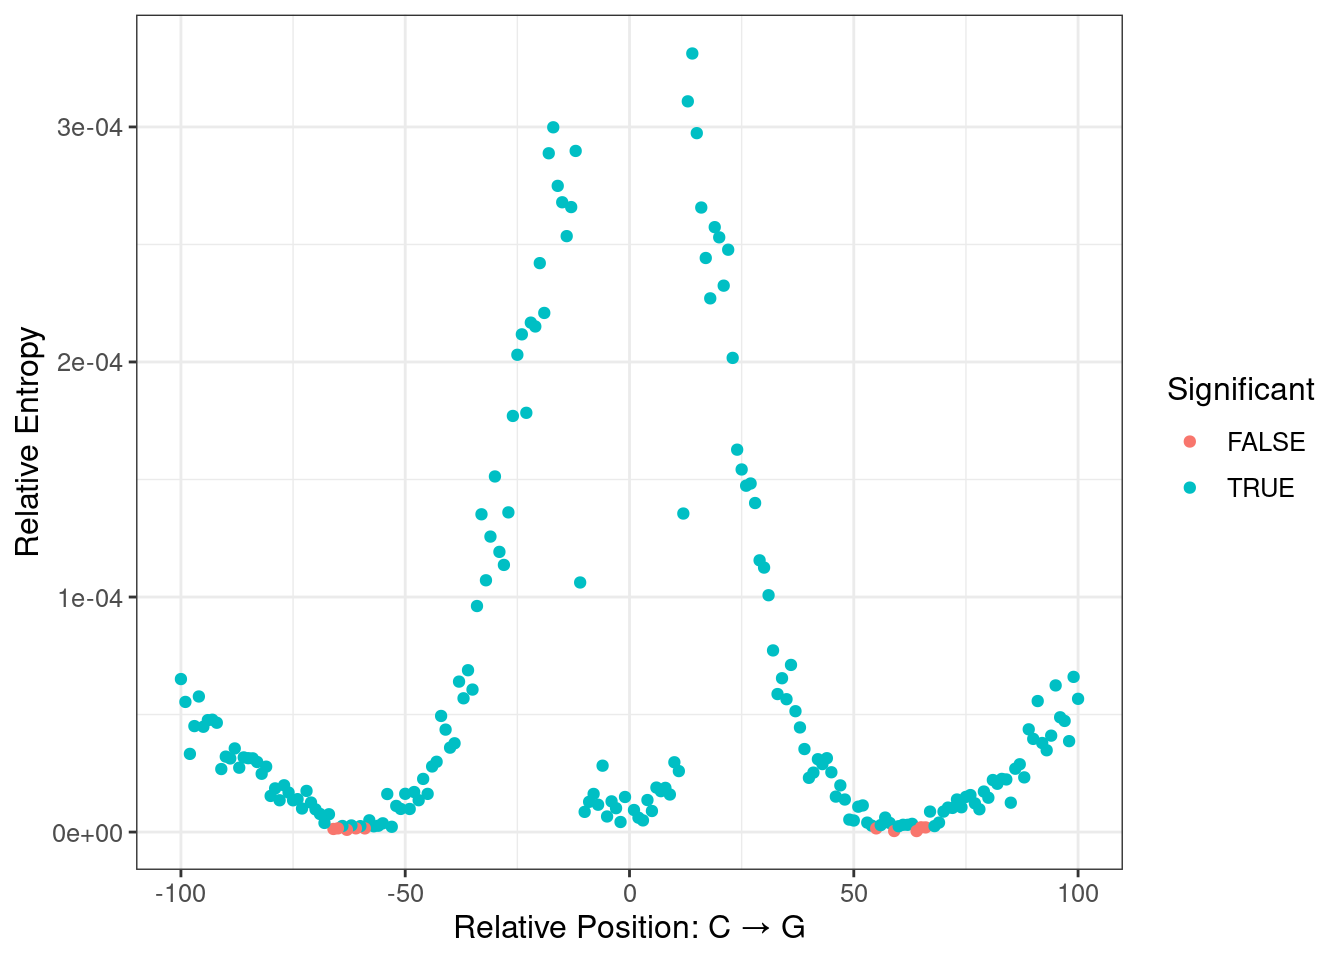 Relative Entropy
3e-04
2e-04
1e-04
0e+00
-100 -50 0 50 100
Relative Position: C → G
Significant
FALSE
TRUE